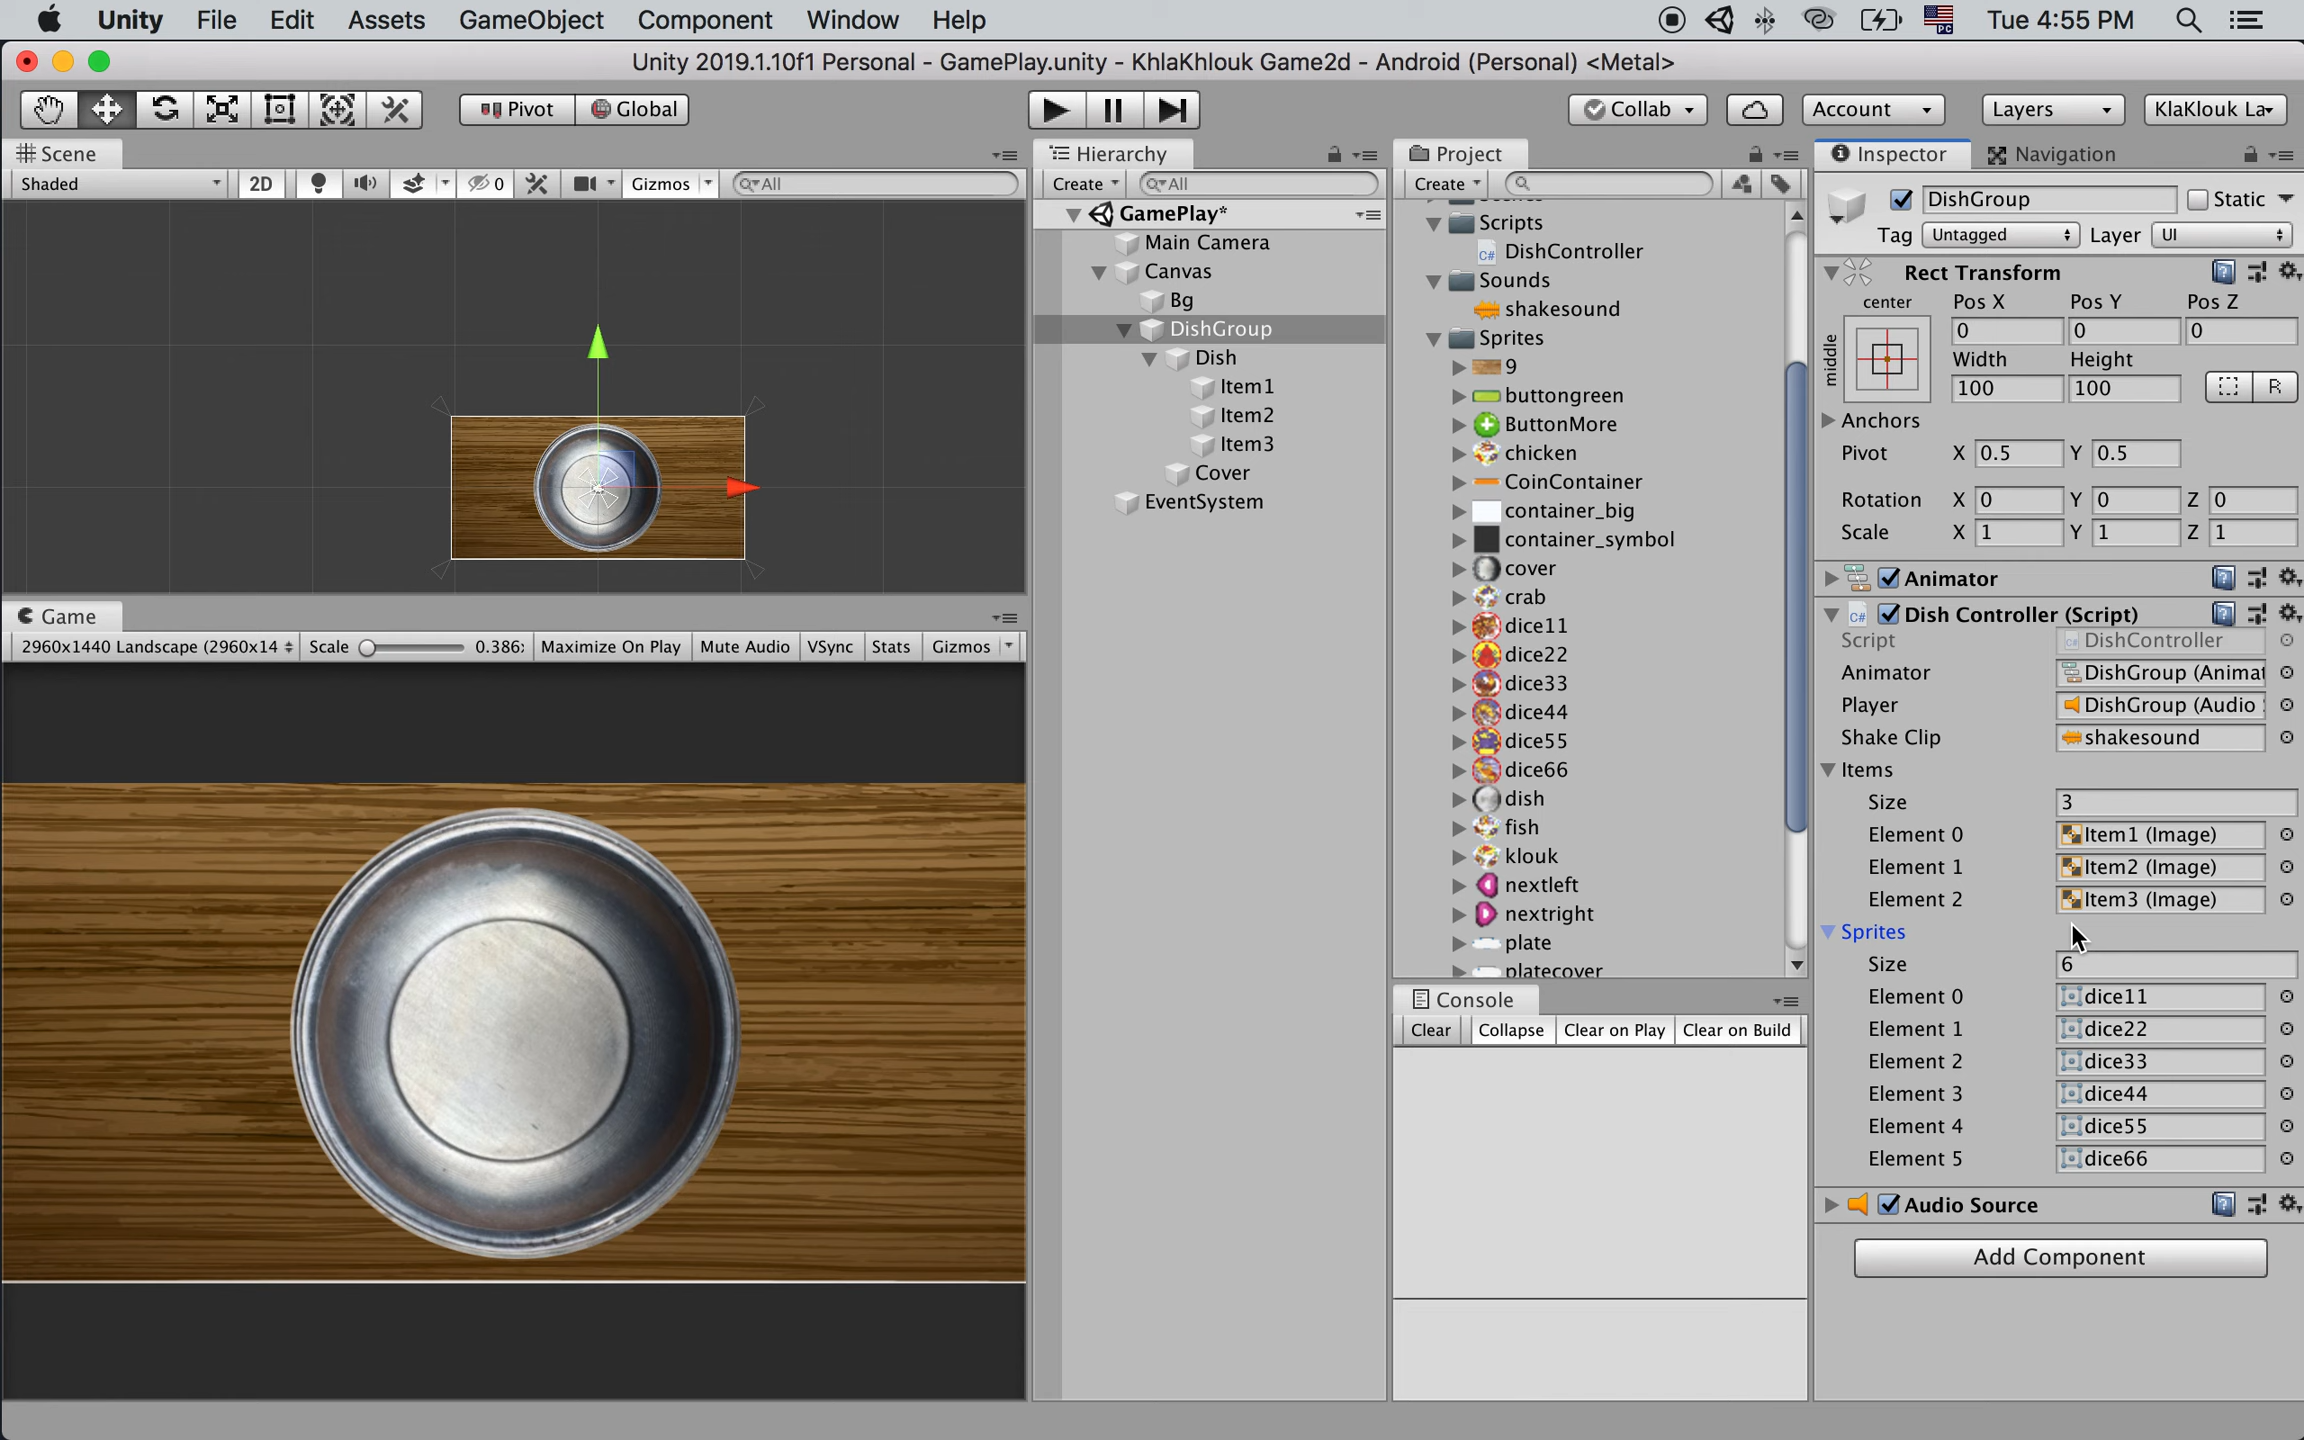 Unity File Edit Assets GameObject Component Window Help Tue 4:55 PM
Unity 2019.1.10f1 Personal - GamePlay.unity - KhlaKhlouk Game2d - Android (Personal) <Metal>
Pivot Global Collab Account Layers KlaKlouk La
Scene
Shaded 2D 0 Gizmos All
Game
2960x1440 Landscape (2960x14 Scale 0.386: Maximize On Play Mute Audio VSync Stats Gizmos
Hierarchy
Create All
GamePlay*
Main Camera
Canvas
Bg
DishGroup
Dish
Item1
Item2
Item3
Cover
EventSystem
Project
Create
Scripts
DishController
Sounds
shakesound
Sprites
9
buttongreen
ButtonMore
chicken
CoinContainer
container_big
container_symbol
cover
crab
dice11
dice22
dice33
dice44
dice55
dice66
dish
fish
klouk
nextleft
nextright
plate
platecover
Console
Clear Collapse Clear on Play Clear on Build
Inspector Navigation
DishGroup Static
Tag Untagged Layer UI
Rect Transform
center Pos X Pos Y Pos Z
middle 0 0 0
Width Height
100 100 R
Anchors
Pivot X 0.5 Y 0.5
Rotation X 0 Y 0 Z 0
Scale X 1 Y 1 Z 1
Animator
Dish Controller (Script)
Script DishController
Animator DishGroup (Animat
Player DishGroup (Audio
Shake Clip shakesound
Items
Size 3
Element 0 Item1 (Image)
Element 1 Item2 (Image)
Element 2 Item3 (Image)
Sprites
Size 6
Element 0 dice11
Element 1 dice22
Element 2 dice33
Element 3 dice44
Element 4 dice55
Element 5 dice66
Audio Source
Add Component